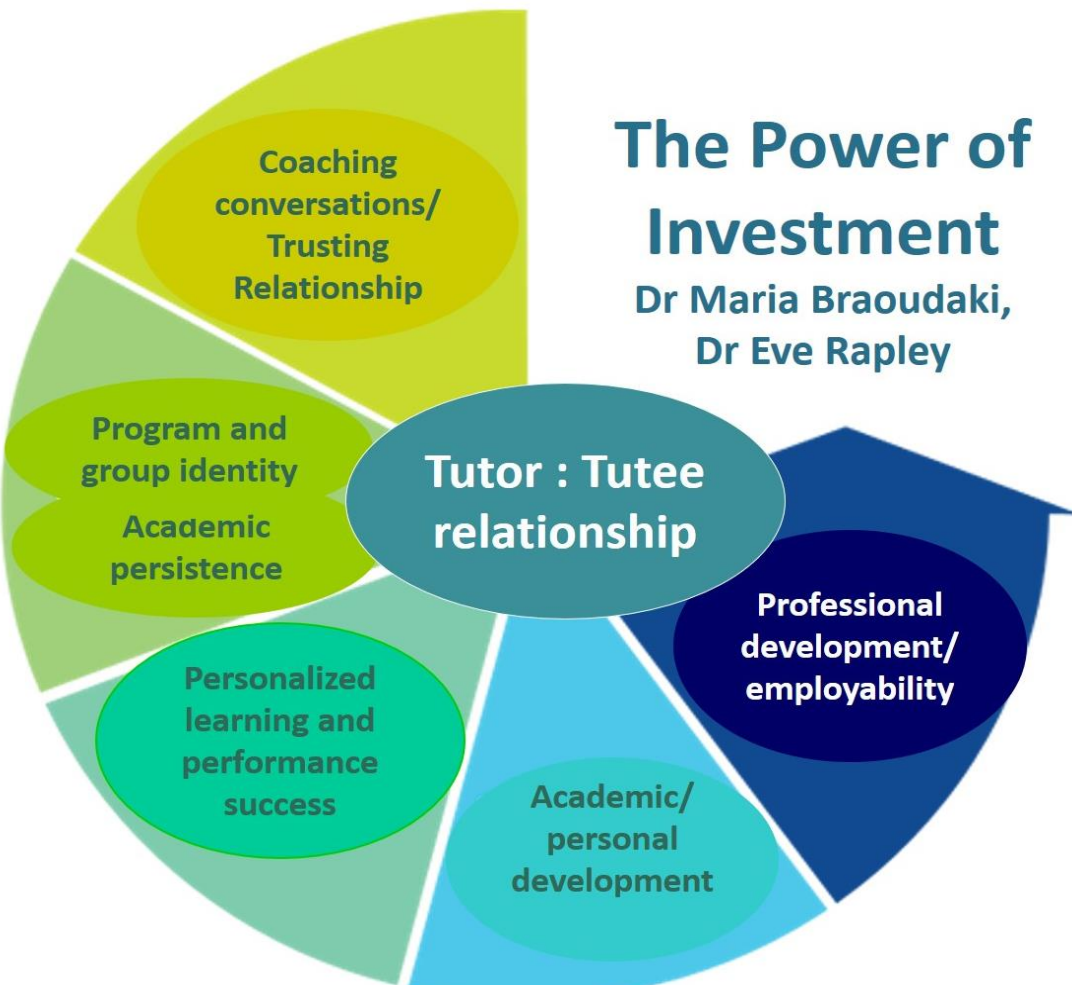 The Power of
Investment
Dr Maria Braoudaki,
Dr Eve Rapley
Coaching
conversations/
Trusting
Relationship
Program and
group identity
Academic
persistence
Personalized
learning and
performance
success
Academic/
personal
development
Professional
development/
employability
Tutor : Tutee
relationship